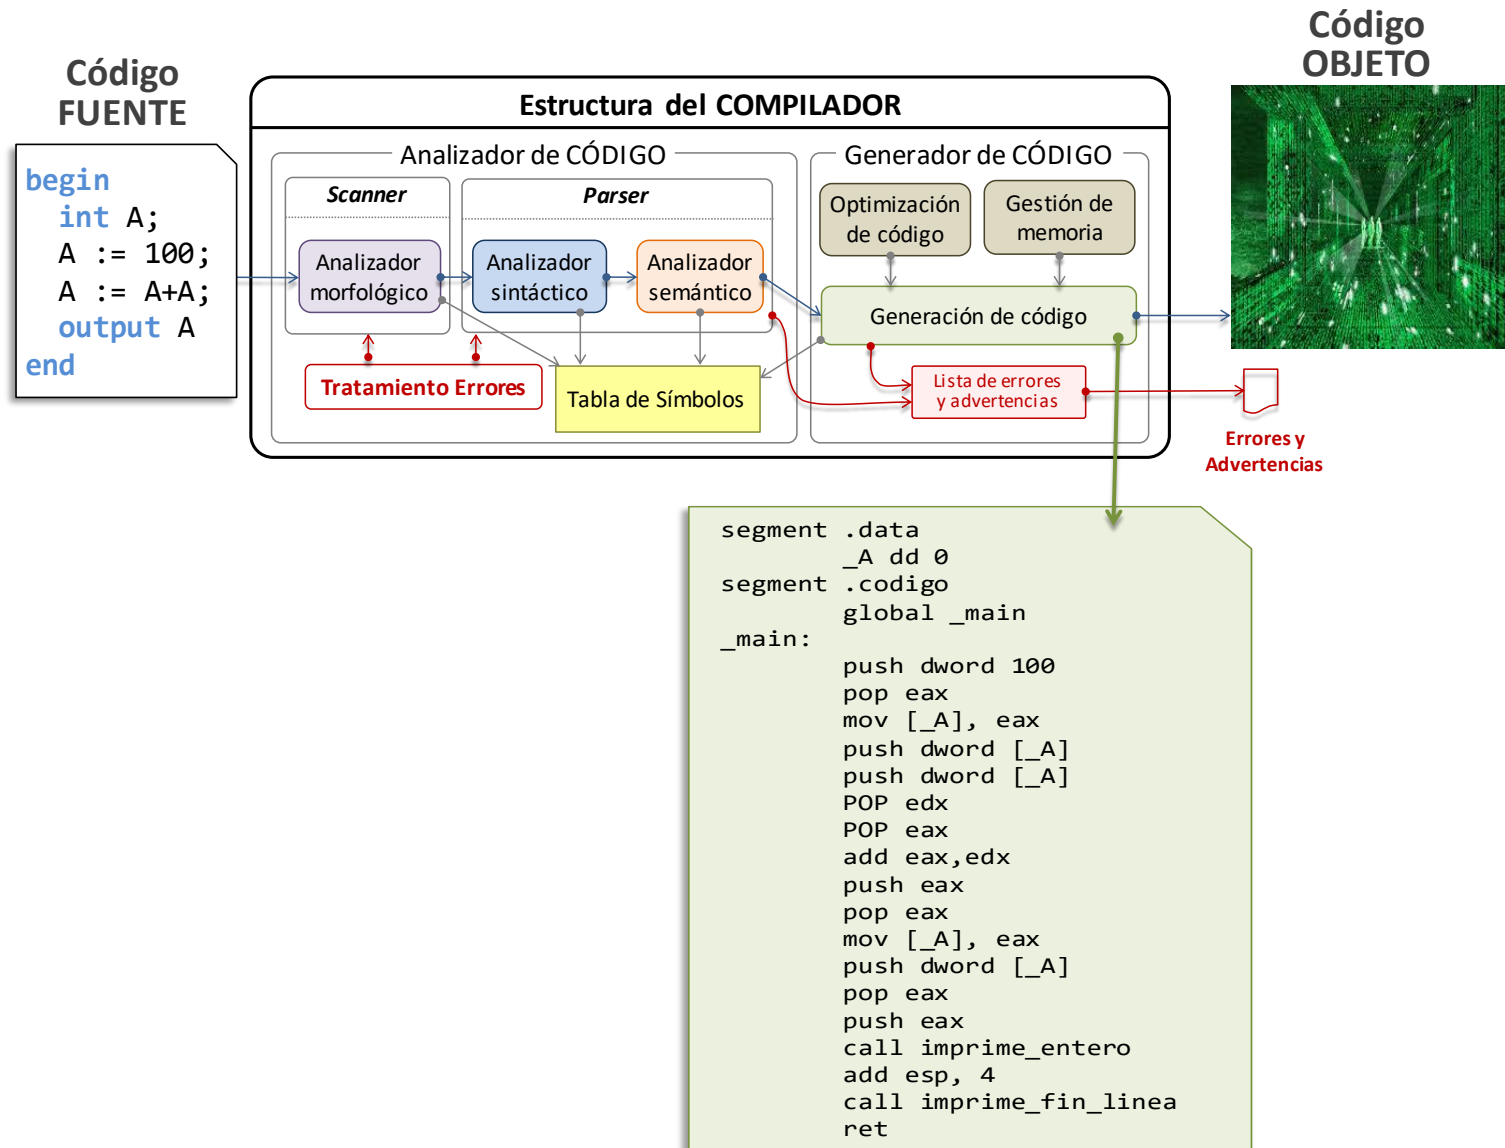 Código
FUENTE
begin
int A;
A := 100;
A := A+A;
output A
end
Estructura del COMPILADOR
Analizador de CÓDIGO
Scanner
Analizador
morfológico
Parser
Analizador
sintáctico
Analizador
semántico
Tratamiento Errores
Tabla de Símbolos
Generador de CÓDIGO
Optimización
de código
Gestión de
memoria
Generación de código
Lista de errores
y advertencias
Código
OBJETO
Errores y
Advertencias
segment .data
_A dd 0
segment .codigo
global _main
_main:
push dword 100
pop eax
mov [_A], eax
push dword [_A]
push dword [_A]
POP edx
POP eax
add eax,edx
push eax
pop eax
mov [_A], eax
push dword [_A]
pop eax
push eax
call imprime_entero
add esp, 4
call imprime_fin_linea
ret